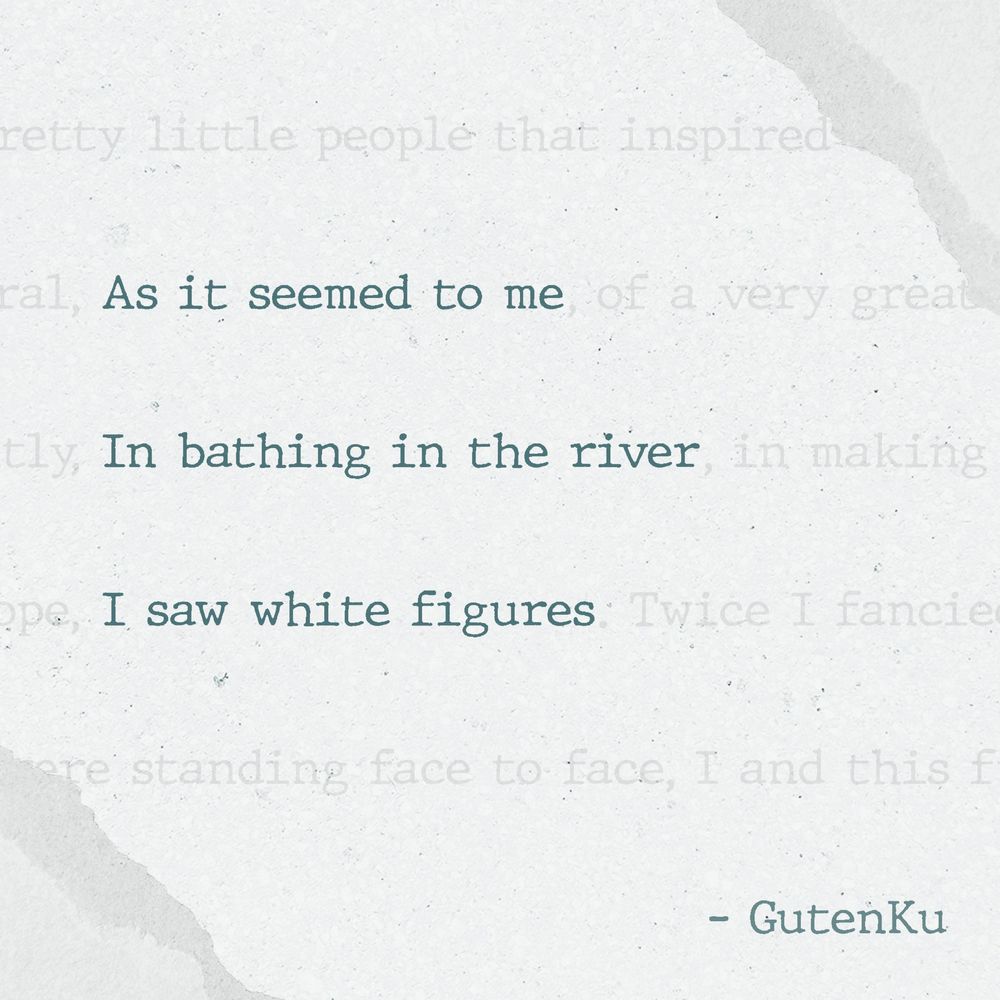 retty little people that inspired
ral, As it seemed to me, of a very great
tly, In bathing in the river, in making
ope, I saw white figures. Twice I fancied
ere standing face to face, I and this f
- GutenKu